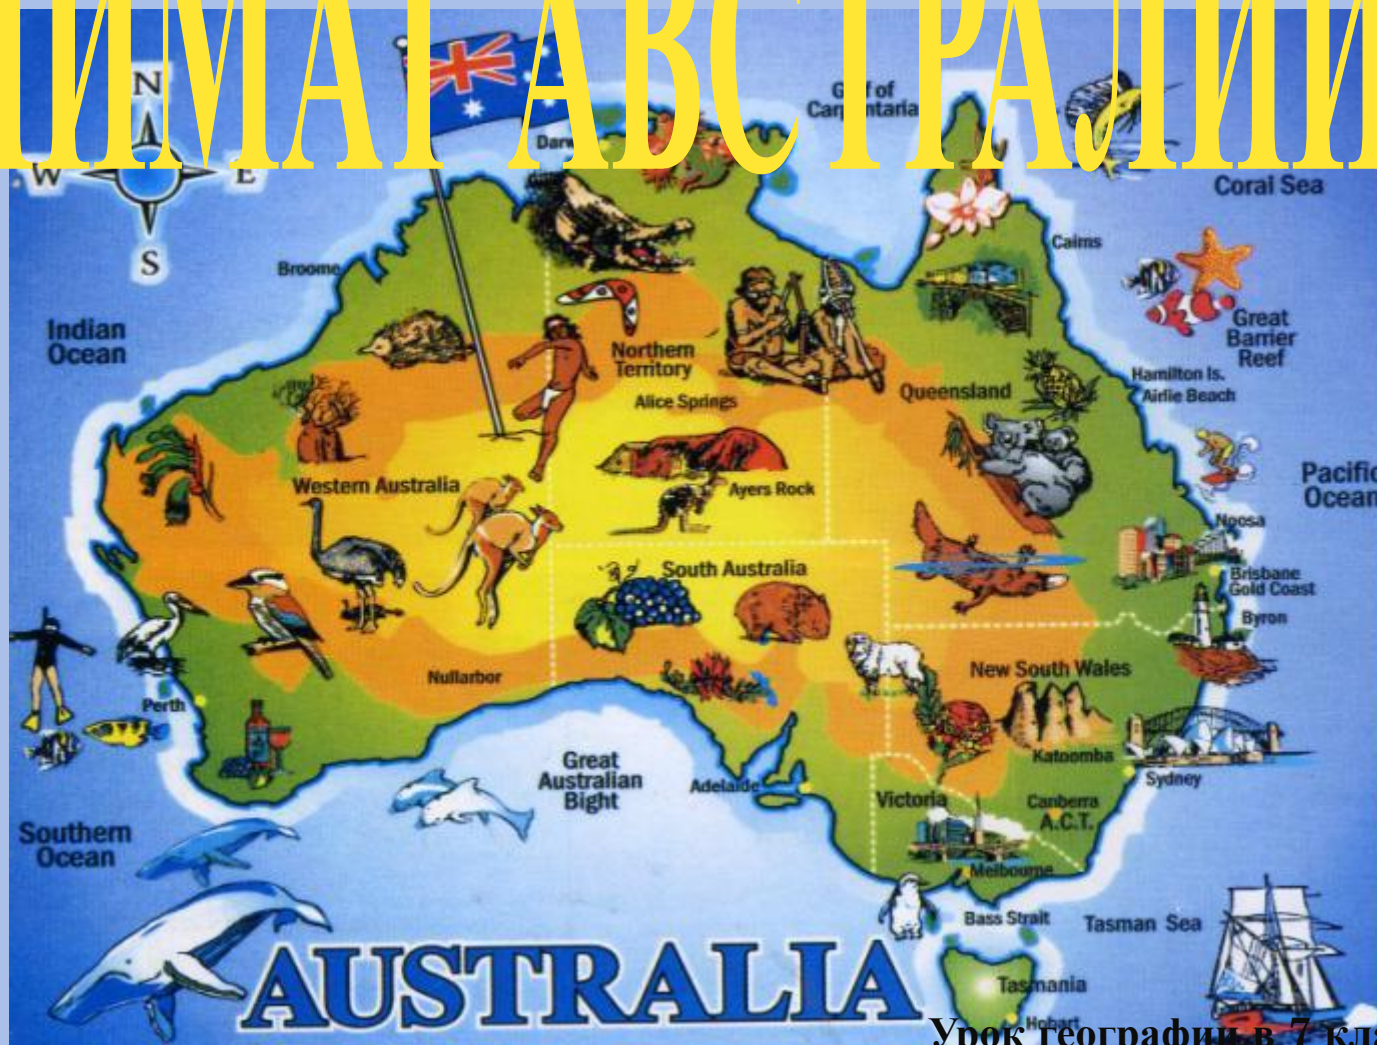 ИМАТ АВСТРАЛИИ
N
W E
S
Gulf of
Carpentaria
Coral Sea
Cairns
Broome
Indian
Ocean
Great
Barrier
Reef
Northern
Territory
Hamilton Is.
Airlie Beach
Queensland
Alice Springs
Western Australia
Ayers Rock
Pacific
Ocean
Noosa
South Australia
Brisbane
Gold Coast
Byron
New South Wales
Nullarbor
Perth
Katoomba
Sydney
Great
Australian
Bight
Adelaide
Victoria
Canberra
A.C.T.
Southern
Ocean
Melbourne
Bass Strait
Tasman Sea
AUSTRALIA
Tasmania
Hobart
Урок географии в 7